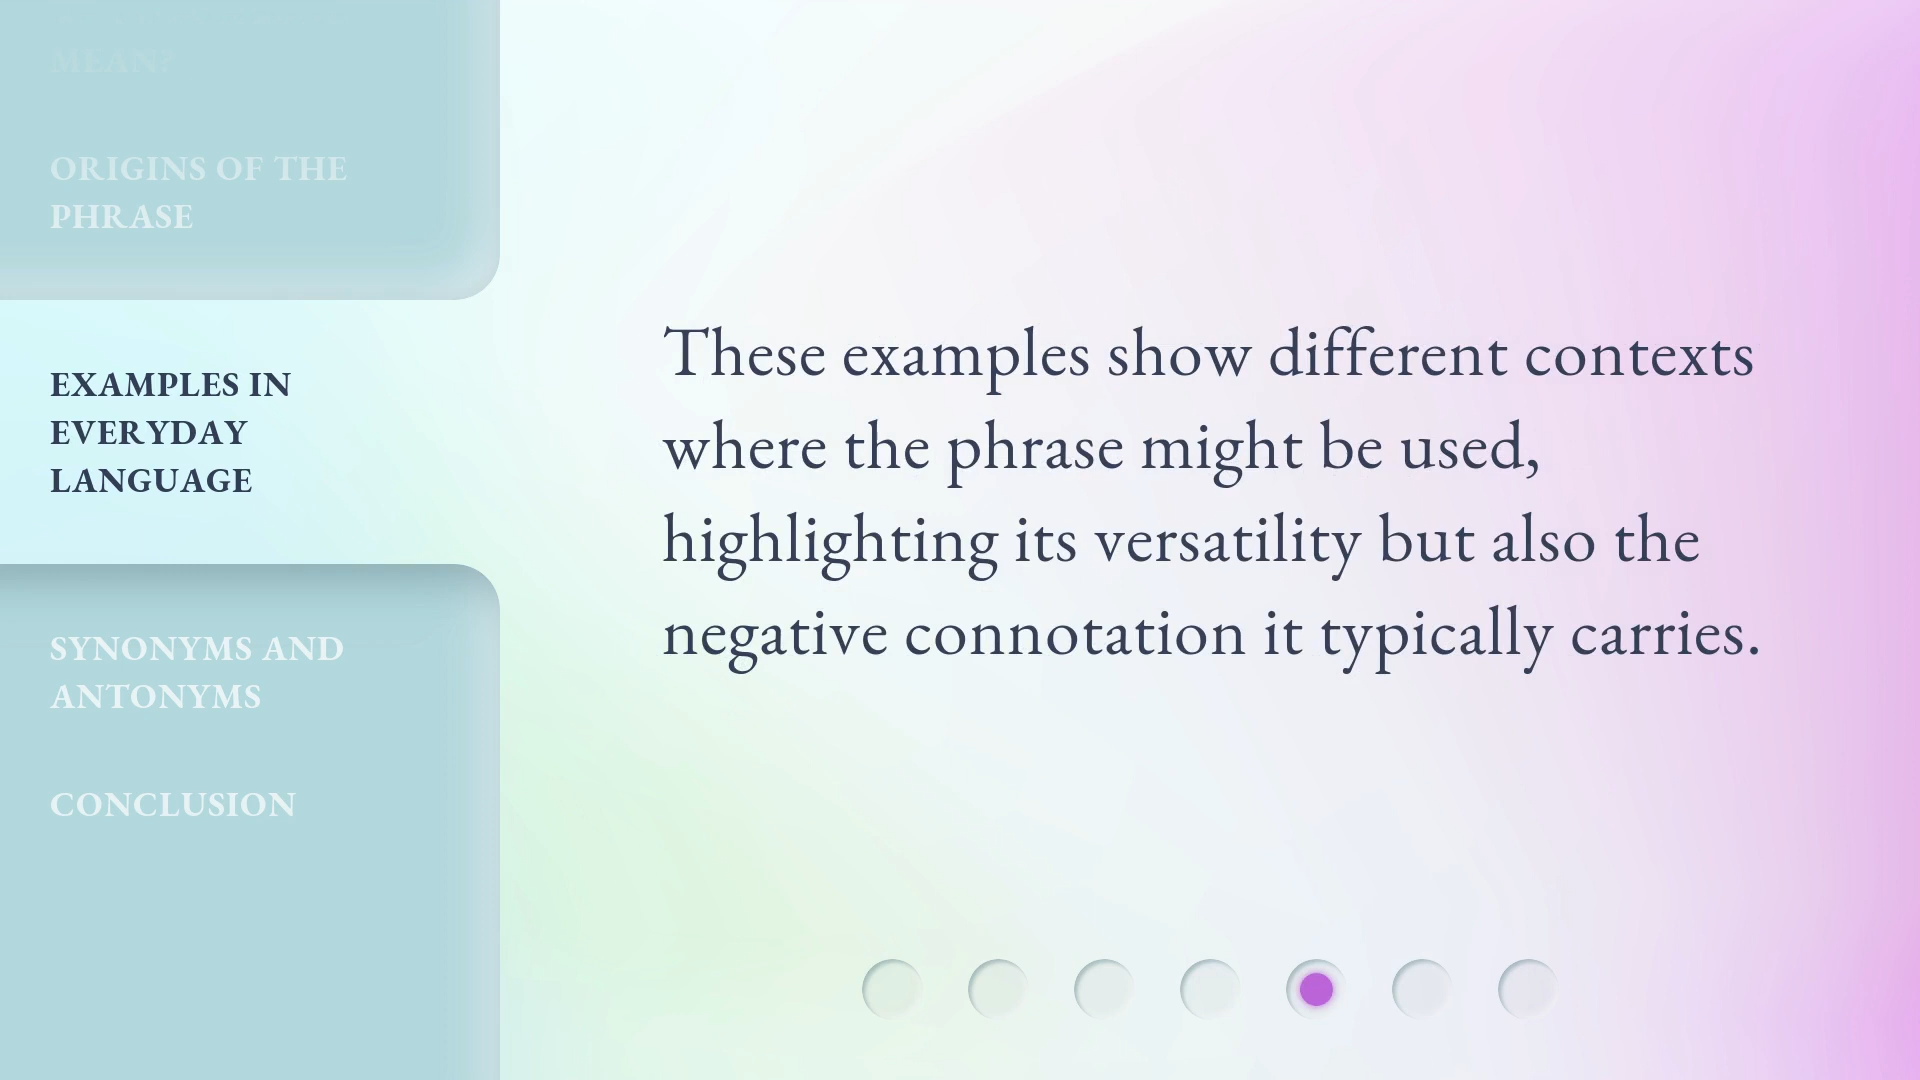 MEAN?
ORIGINS OF THE
PHRASE
EXAMPLES IN
EVERYDAY
LANGUAGE
SYNONYMS AND
ANTONYMS
CONCLUSION
These examples show different contexts
where the phrase might be used,
highlighting its versatility but also the
negative connotation it typically carries.